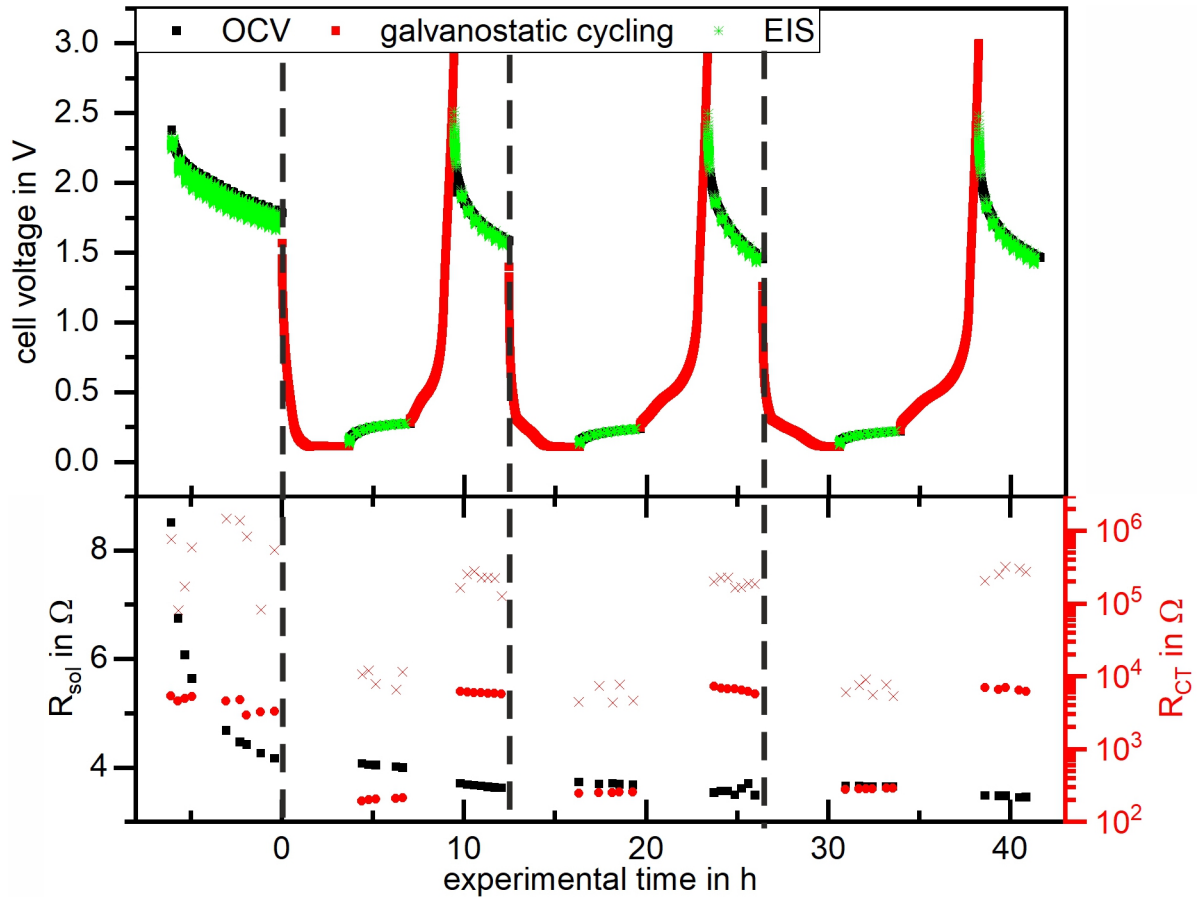 OCV galvanostatic cycling EIS
3.0
2.5
2.0
1.5
1.0
0.5
0.0
cell voltage in V
8
6
4
R_sol in Ω
10^6
10^5
10^4
10^3
10^2
R_CT in Ω
0 10 20 30 40
experimental time in h